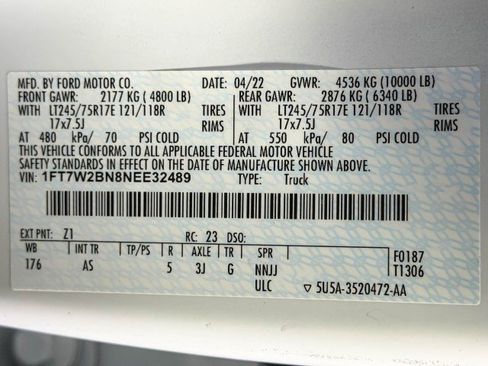 MFD. BY FORD MOTOR CO. DATE: 04/22 GVWR: 4536 KG (10000 LB)
FRONT GAWR: 2177 KG (4800 LB) REAR GAWR: 2876 KG (6340 LB)
WITH LT245/75R17E 121/118R TIRES WITH LT245/75R17E 121/118R TIRES
17x7.5J RIMS 17x7.5J RIMS
AT 480 kPa/ 70 PSI COLD AT 550 kPa/ 80 PSI COLD
THIS VEHICLE CONFORMS TO ALL APPLICABLE FEDERAL MOTOR VEHICLE
SAFETY STANDARDS IN EFFECT ON THE DATE OF MANUFACTURE SHOWN ABOVE.
VIN: 1FT7W2BN8NEE32489 TYPE: Truck
EXT PNT: Z1 RC: 23 DSO:
WB INT TR TP/PS R AXLE TR SPR F0187
176 AS 5 3J G NNJJ T1306
ULC ▽ 5U5A-3520472-AA